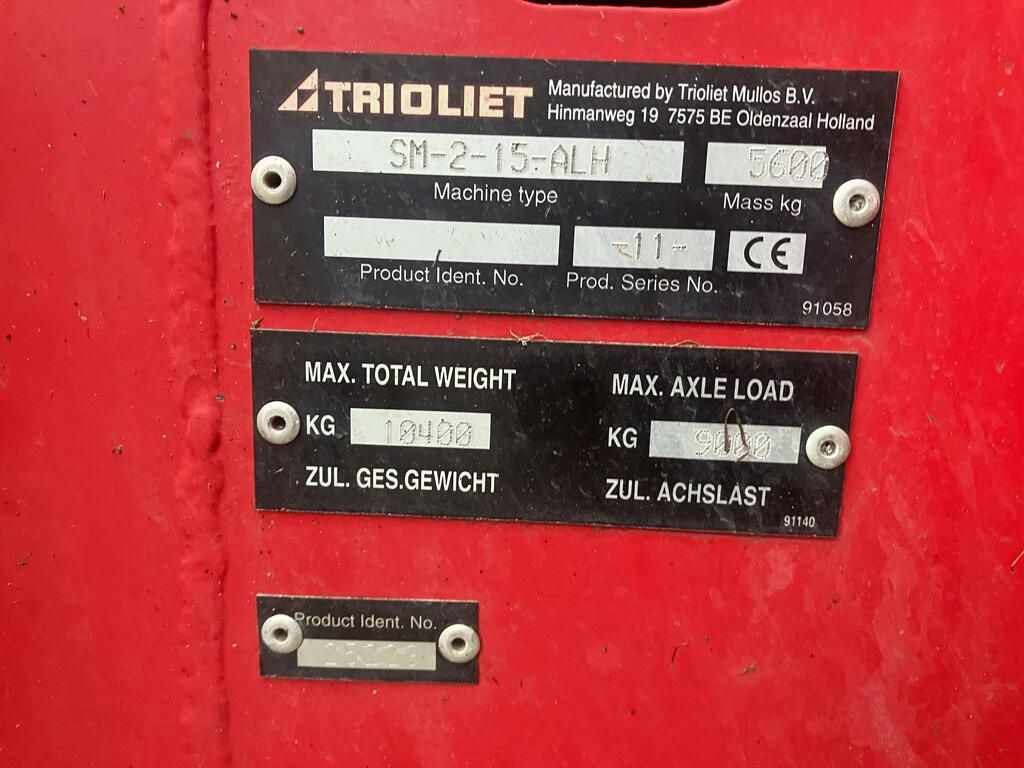 TRIOLIET
Manufactured by Trioliet Mullos B.V.
Hinmanweg 19 7575 BE Oldenzaal Holland
SM-2-15-ALH
5600
Machine type
Mass kg
-11-
CE
Product Ident. No.
Prod. Series No.
91058
MAX. TOTAL WEIGHT
MAX. AXLE LOAD
KG 10400
KG 9000
ZUL. GES.GEWICHT
ZUL. ACHSLAST
91140
Product Ident. No.